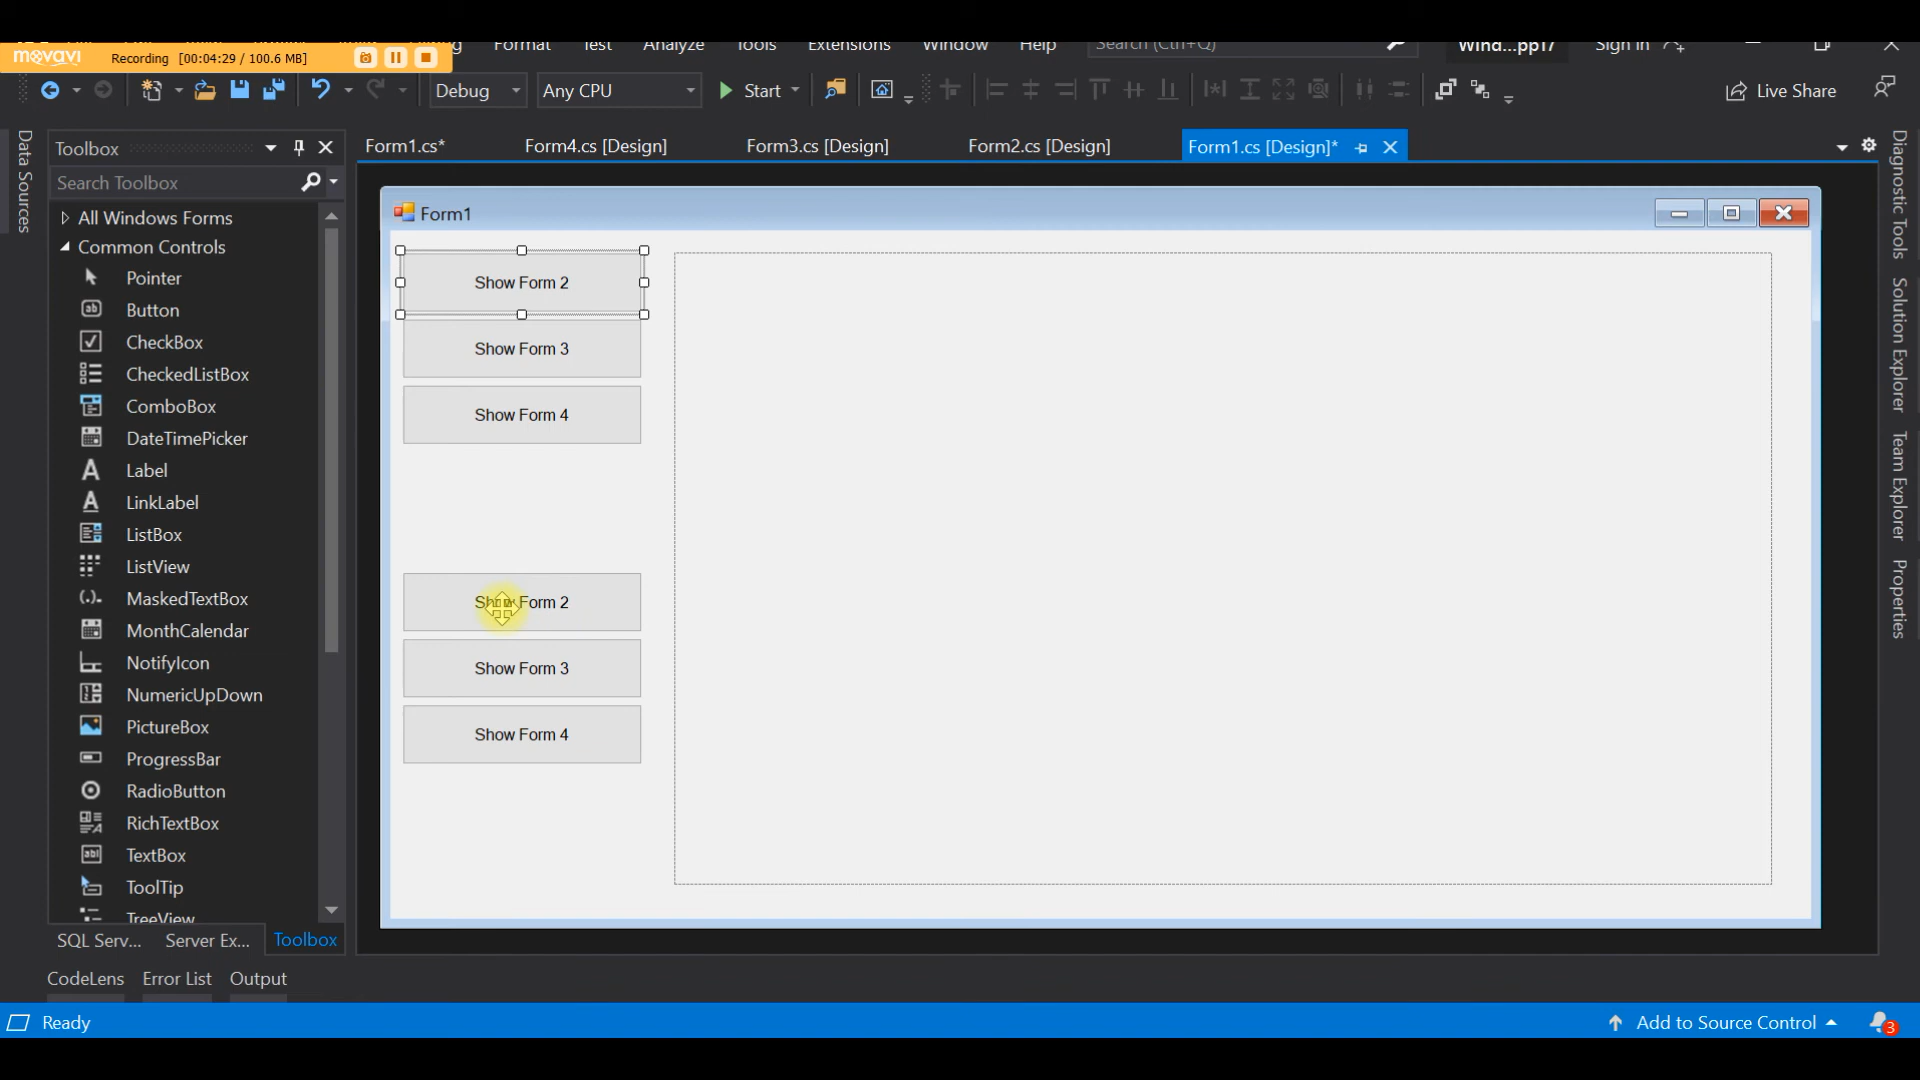 movavi
Recording [00:04:29 / 100.6 MB]
Format Test Analyze Tools Extensions Window Help Search (Ctrl+Q) Wind...pp17 Sign in
Debug Any CPU Start Live Share
Data Sources
Toolbox
Search Toolbox
All Windows Forms
Common Controls
Pointer
Button
CheckBox
CheckedListBox
ComboBox
DateTimePicker
Label
LinkLabel
ListBox
ListView
MaskedTextBox
MonthCalendar
NotifyIcon
NumericUpDown
PictureBox
ProgressBar
RadioButton
RichTextBox
TextBox
ToolTip
TreeView
SQL Serv... Server Ex... Toolbox
Form1.cs* Form4.cs [Design] Form3.cs [Design] Form2.cs [Design] Form1.cs [Design]*
Form1
Show Form 2
Show Form 3
Show Form 4
Show Form 2
Show Form 3
Show Form 4
Diagnostic Tools
Solution Explorer
Team Explorer
Properties
CodeLens Error List Output
Ready Add to Source Control 3